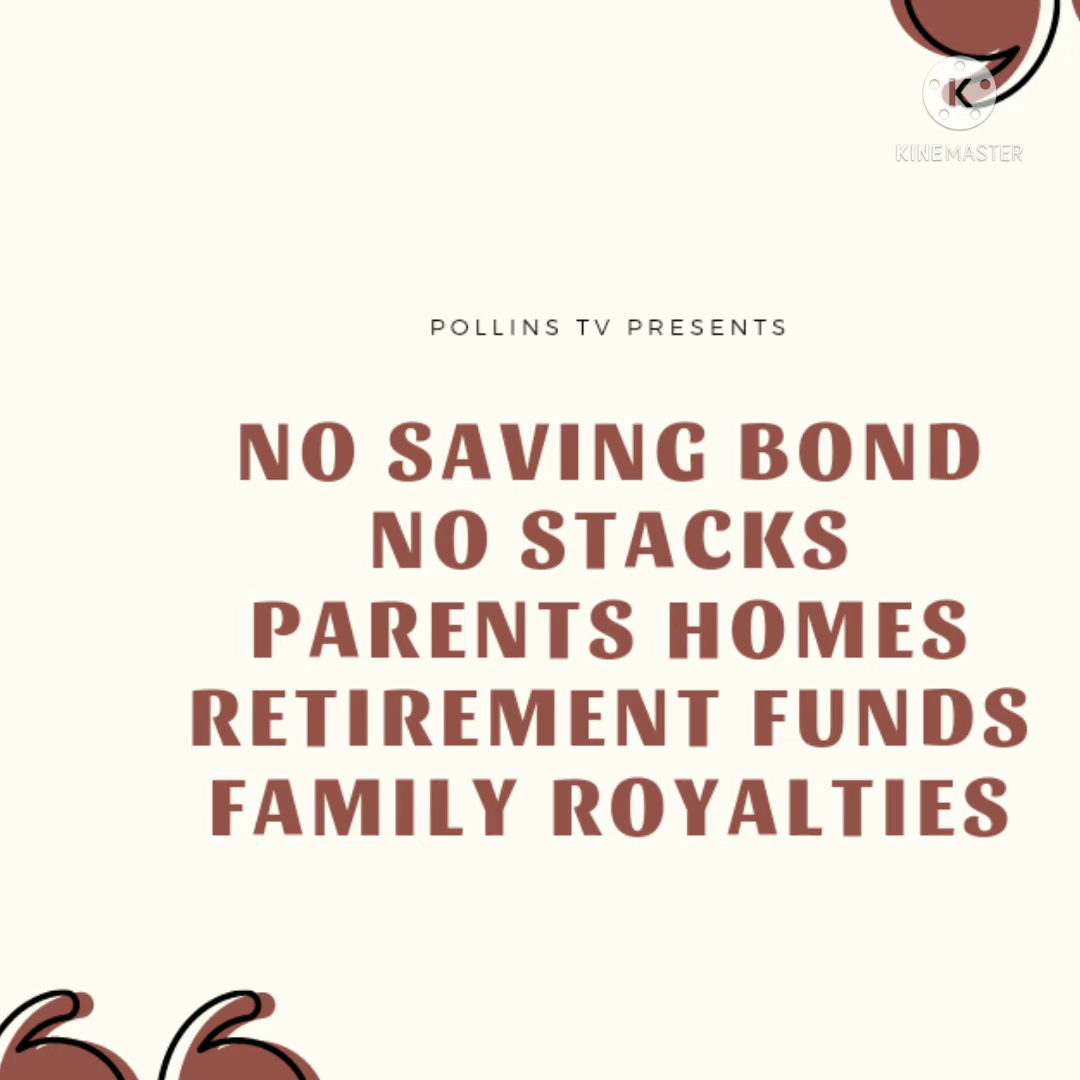 K
KINEMASTER
POLLINS TV PRESENTS
NO SAVING BOND
NO STACKS
PARENTS HOMES
RETIREMENT FUNDS
FAMILY ROYALTIES